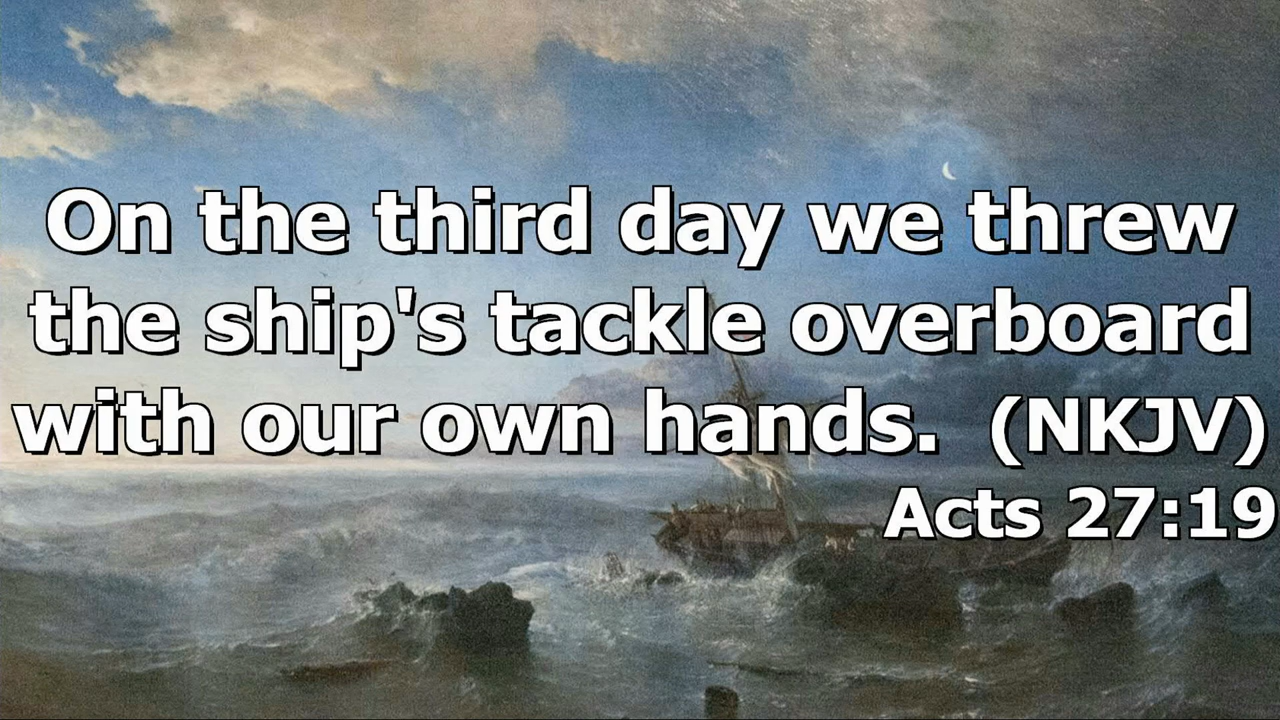 On the third day we threw
the ship's tackle overboard
with our own hands.  (NKJV)
Acts 27:19